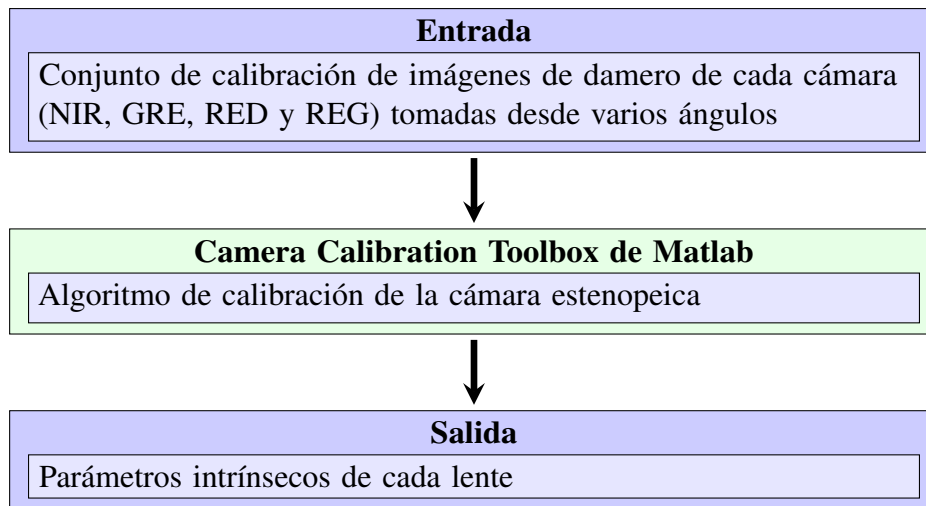 Entrada
Conjunto de calibración de imágenes de damero de cada cámara
(NIR, GRE, RED y REG) tomadas desde varios ángulos
Camera Calibration Toolbox de Matlab
Algoritmo de calibración de la cámara estenopeica
Salida
Parámetros intrínsecos de cada lente